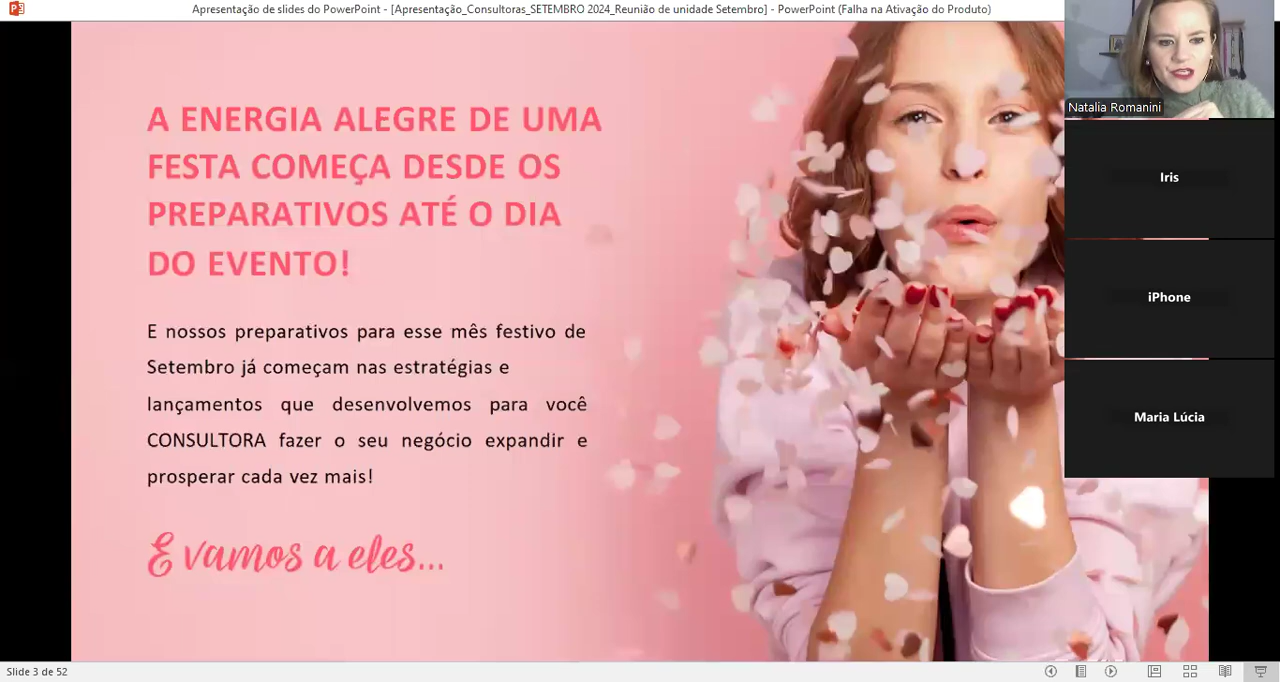 Apresentação de slides do PowerPoint - [Apresentação_Consultoras_SETEMBRO 2024_Reunião de unidade Setembro] - PowerPoint (Falha na Ativação do Produto)
A ENERGIA ALEGRE DE UMA
FESTA COMEÇA DESDE OS
PREPARATIVOS ATÉ O DIA
DO EVENTO!
E nossos preparativos para esse mês festivo de
Setembro já começam nas estratégias e
lançamentos que desenvolvemos para você
CONSULTORA fazer o seu negócio expandir e
prosperar cada vez mais!
E vamos a eles...
Natalia Romanini
Iris
iPhone
Maria Lúcia
Slide 3 de 52